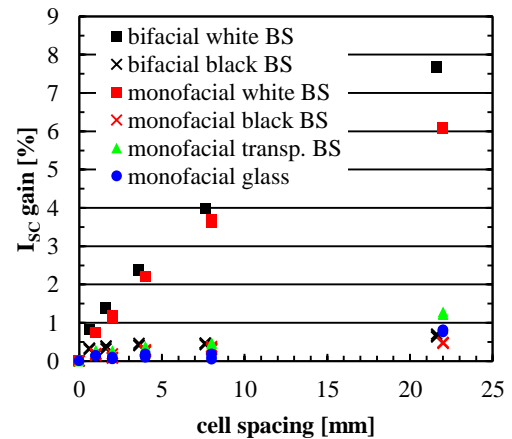 9
8
7
6
5
4
3
2
1
0
I_SC gain [%]
bifacial white BS
bifacial black BS
monofacial white BS
monofacial black BS
monofacial transp. BS
monofacial glass
0 5 10 15 20 25
cell spacing [mm]